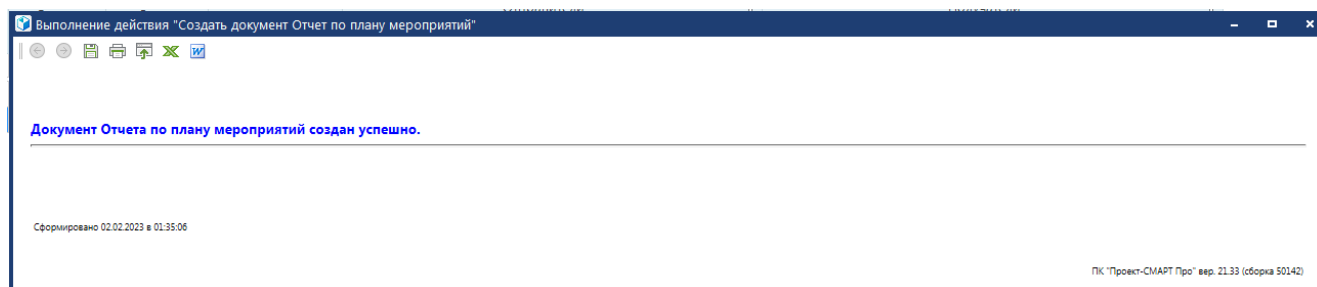 Выполнение действия "Создать документ Отчет по плану мероприятий"
Документ Отчета по плану мероприятий создан успешно.
Сформировано 02.02.2023 в 01:35:06
ПК "Проект-СМАРТ Про" вер. 21.33 (сборка 50142)